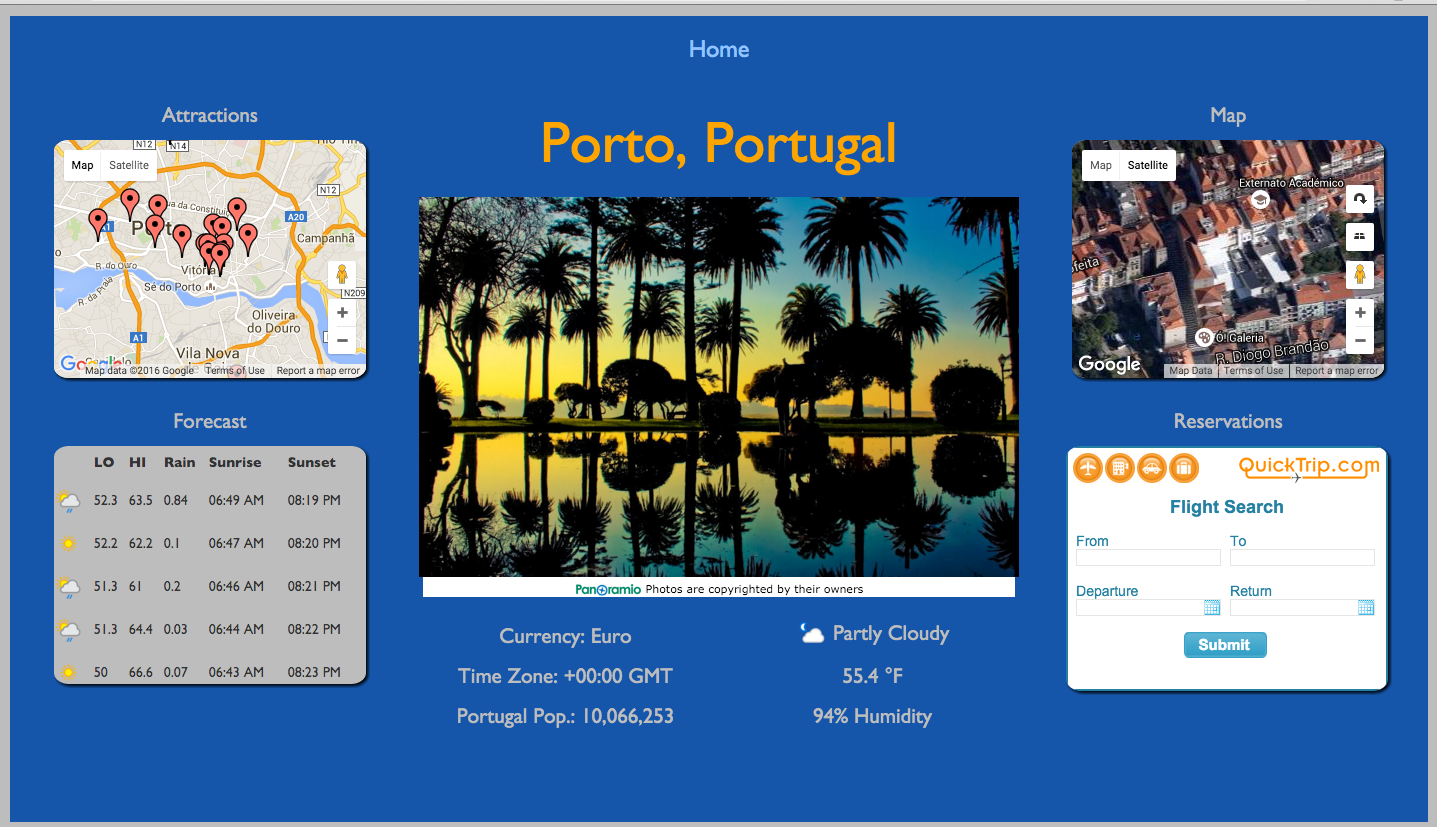 Home
Attractions
Porto, Portugal
Map
N12
N14
Map Satellite
N12
A20
A1
Campanhã
R. do Ouro
Vitória
Sé do Porto
R. da Prata
N209
Oliveira
do Douro
A1
Vila Nova
Google
Map data ©2016 Google Terms of Use Report a map error
Map Satellite
Externato Académico
Ó! Galeria
R. Diogo Brandão
Google
Map Data Terms of Use Report a map error
Forecast
LO HI Rain Sunrise Sunset
52.3 63.5 0.84 06:49 AM 08:19 PM
52.2 62.2 0.1 06:47 AM 08:20 PM
51.3 61 0.2 06:46 AM 08:21 PM
51.3 64.4 0.03 06:44 AM 08:22 PM
50 66.6 0.07 06:43 AM 08:23 PM
Panoramio Photos are copyrighted by their owners
Currency: Euro
Time Zone: +00:00 GMT
Portugal Pop.: 10,066,253
Partly Cloudy
55.4 °F
94% Humidity
Reservations
QuickTrip.com
Flight Search
From To
Departure Return
Submit